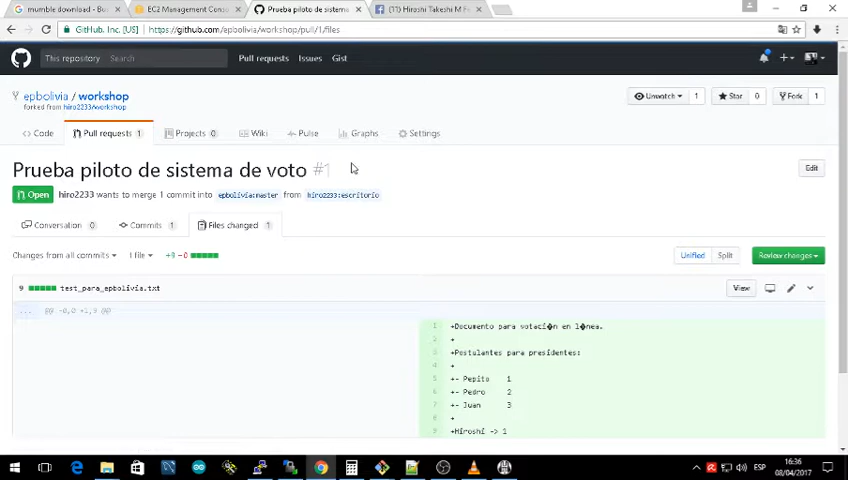 mumble download - Bu
EC2 Management Conso
Prueba piloto de sistema
(11) Hiroshi Takeshi M F
GitHub, Inc. [US] https://github.com/epbolivia/workshop/pull/1/files
This repository Search Pull requests Issues Gist
epbolivia / workshop
forked from hiro2233/workshop
Unwatch 1 Star 0 Fork 1
Code Pull requests 1 Projects 0 Wiki Pulse Graphs Settings
Prueba piloto de sistema de voto #1
Edit
Open hiro2233 wants to merge 1 commit into epbolivia:master from hiro2233:escritorio
Conversation 0 Commits 1 Files changed 1
Changes from all commits 1 file +9 −0
Unified Split Review changes
9 test_para_epbolivia.txt View
... @@ -0,0 +1,9 @@
1 +Documento para votaci�n en l�nea.
2 +
3 +Postulantes para presidentes:
4 +
5 +- Pepito 1
6 +- Pedro 2
7 +- Juan 3
8 +
9 +Hiroshi -> 1
ESP
16:36
08/04/2017